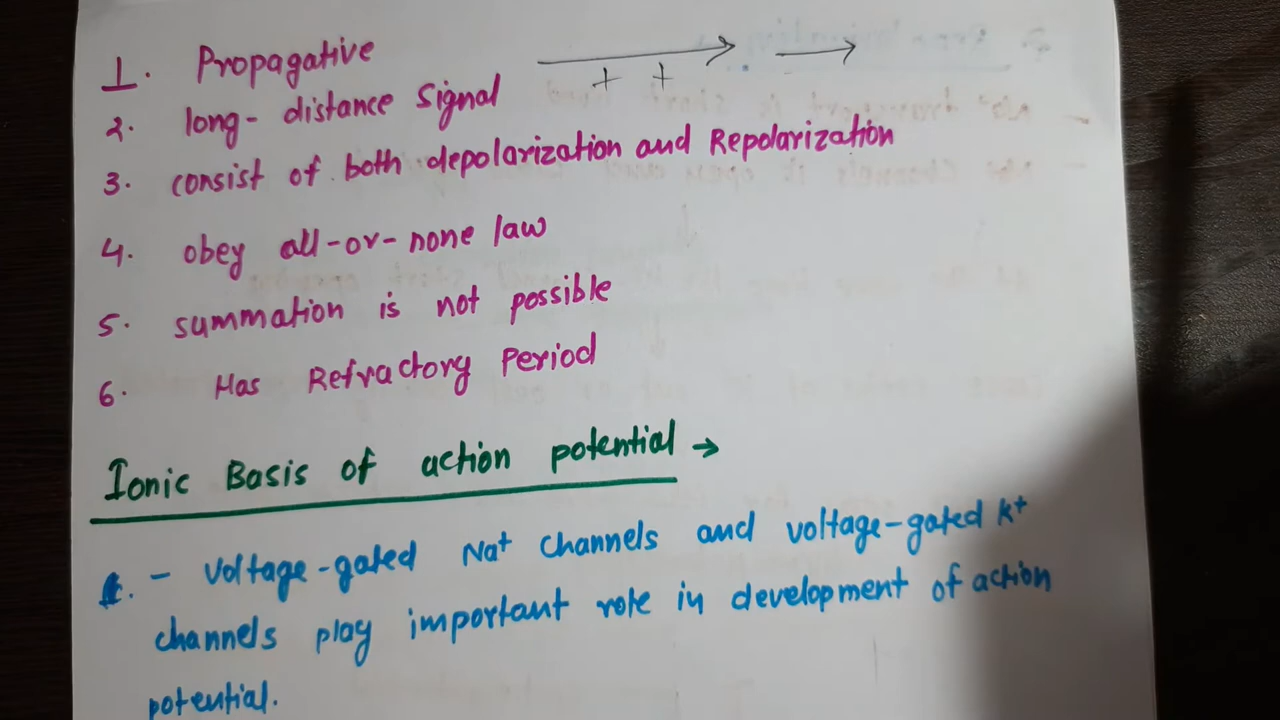 1. Propagative → →
+ +
2. long-distance signal
3. consist of both depolarization and Repolarization
4. obey all-or-none law
5. summation is not possible
6. Has Refractory Period
Ionic Basis of action potential →
- Voltage-gated Na⁺ channels and voltage-gated K⁺
channels play important role in development of action
potential.